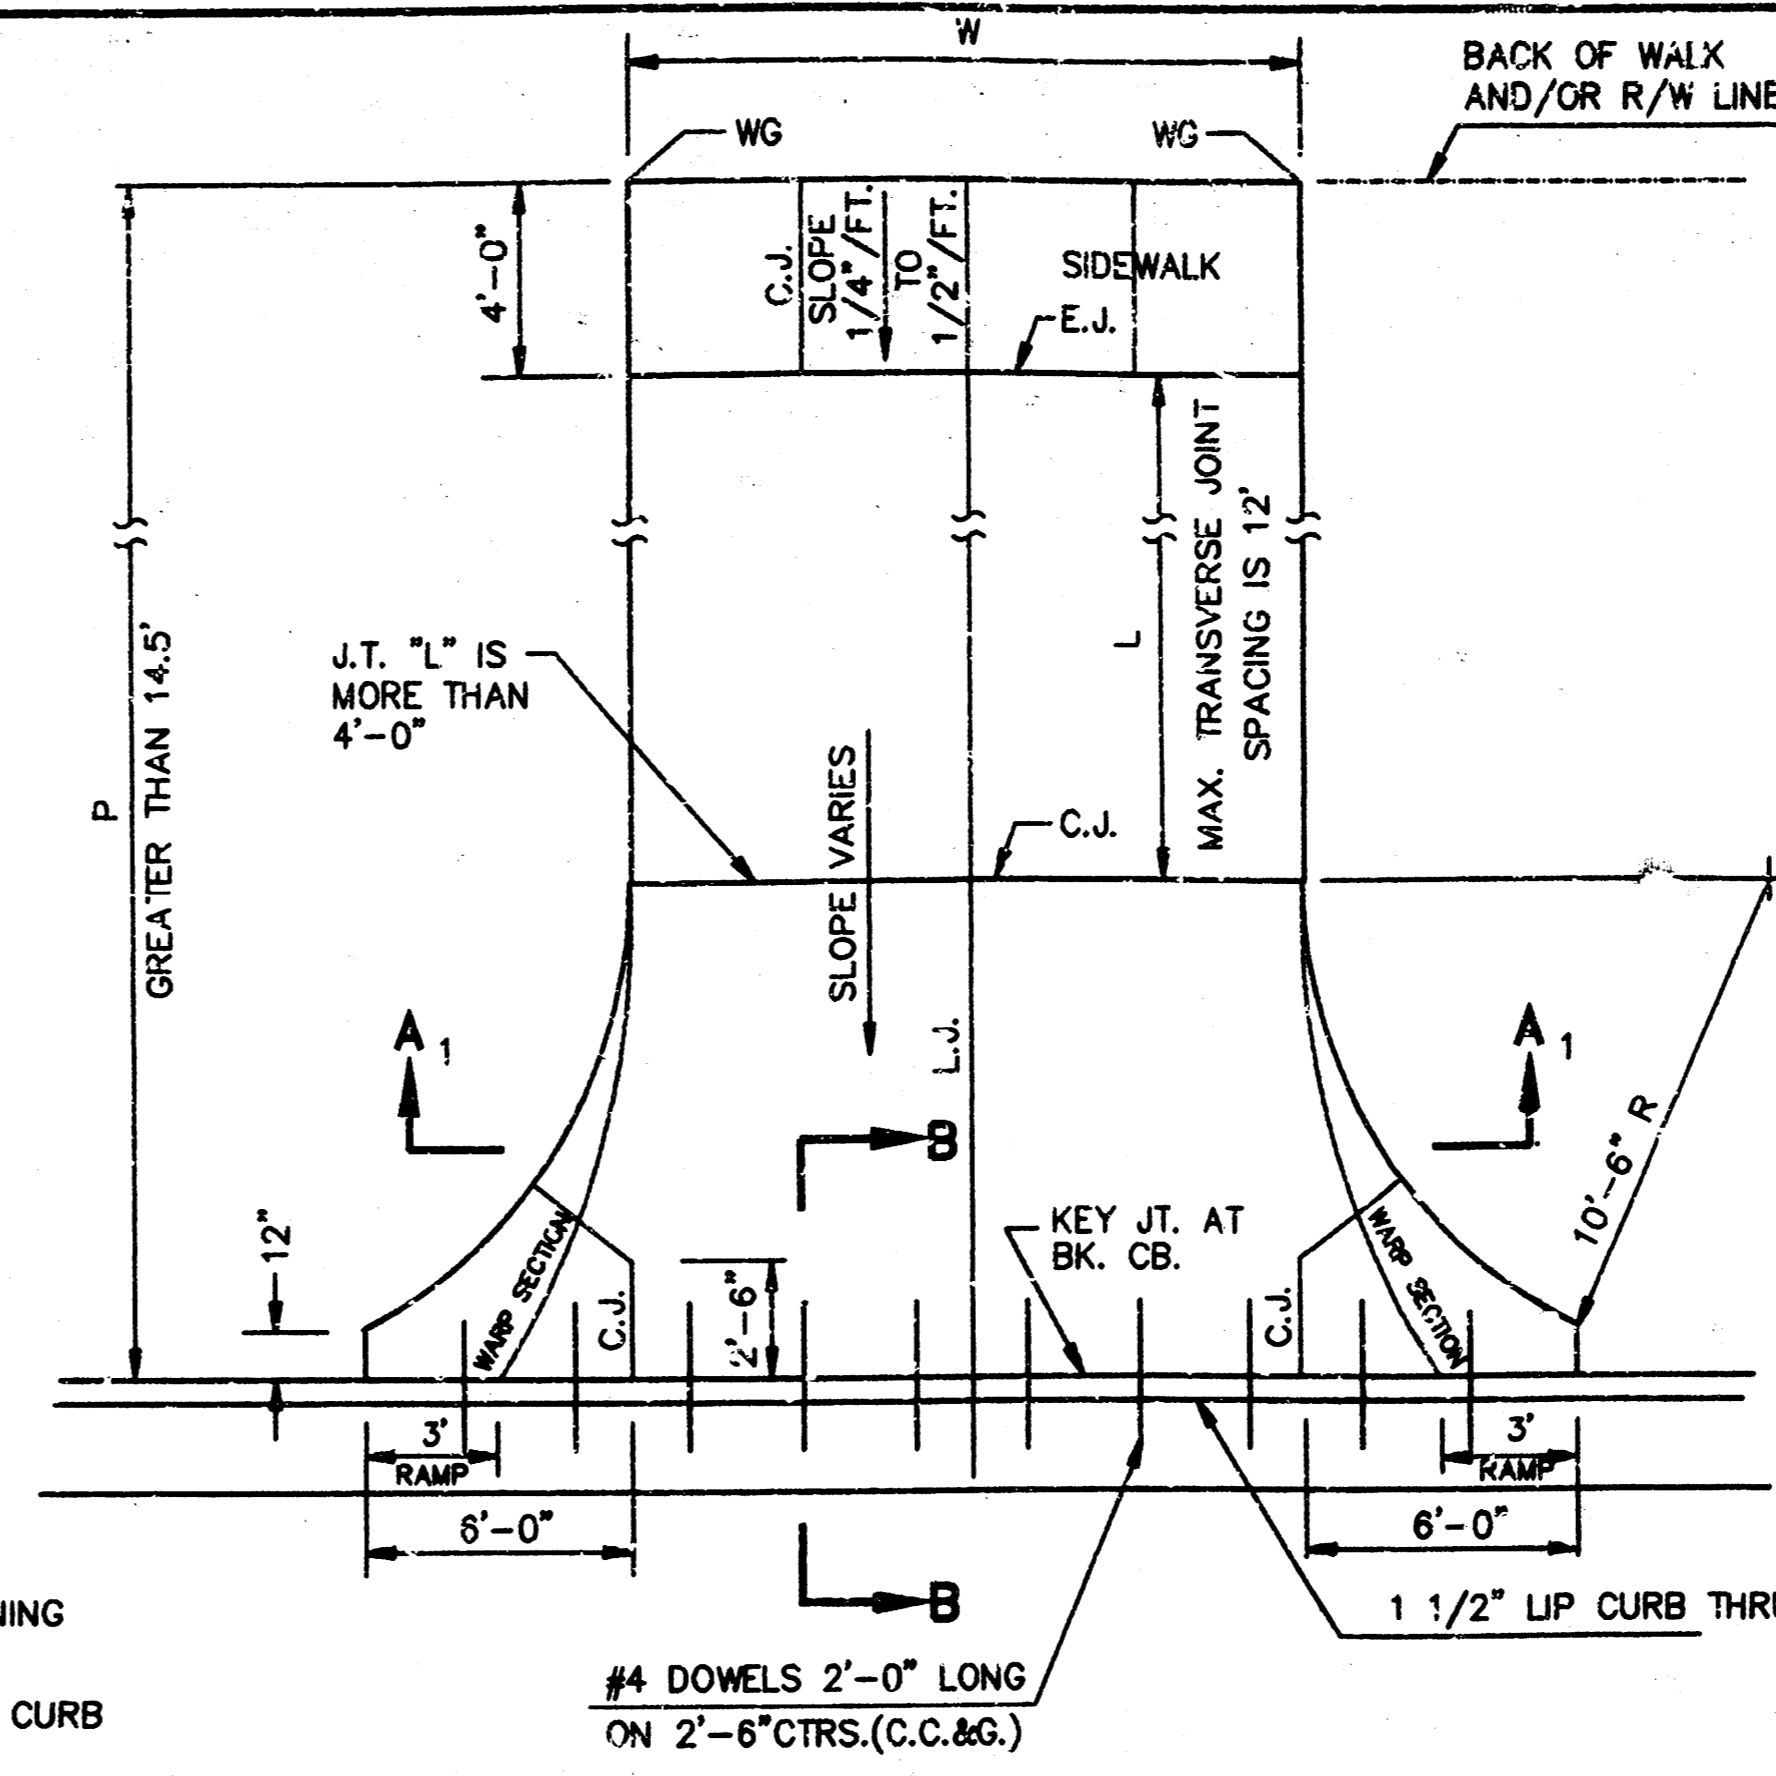 W
BACK OF WALK
AND/OR R/W LINE
WG
WG
4'-0"
C.J.
SLOPE
1/4"/FT.
TO
1/2"/FT.
SIDEWALK
E.J.
P
GREATER THAN 14.5'
J.T. "L" IS
MORE THAN
4'-0"
SLOPE VARIES
L
MAX. TRANSVERSE JOINT
SPACING IS 12'
C.J.
A 1
A 1
L.J.
B
10'-6" R
12"
WARP SECTION
C.J.
2'-6"
KEY JT. AT
BK. CB.
C.J.
WARP SECTION
3'
RAMP
3'
RAMP
6'-0"
6'-0"
B
NING
1 1/2" LIP CURB THRU
CURB
#4 DOWELS 2'-0" LONG
ON 2'-6"CTRS.(C.C.&G.)